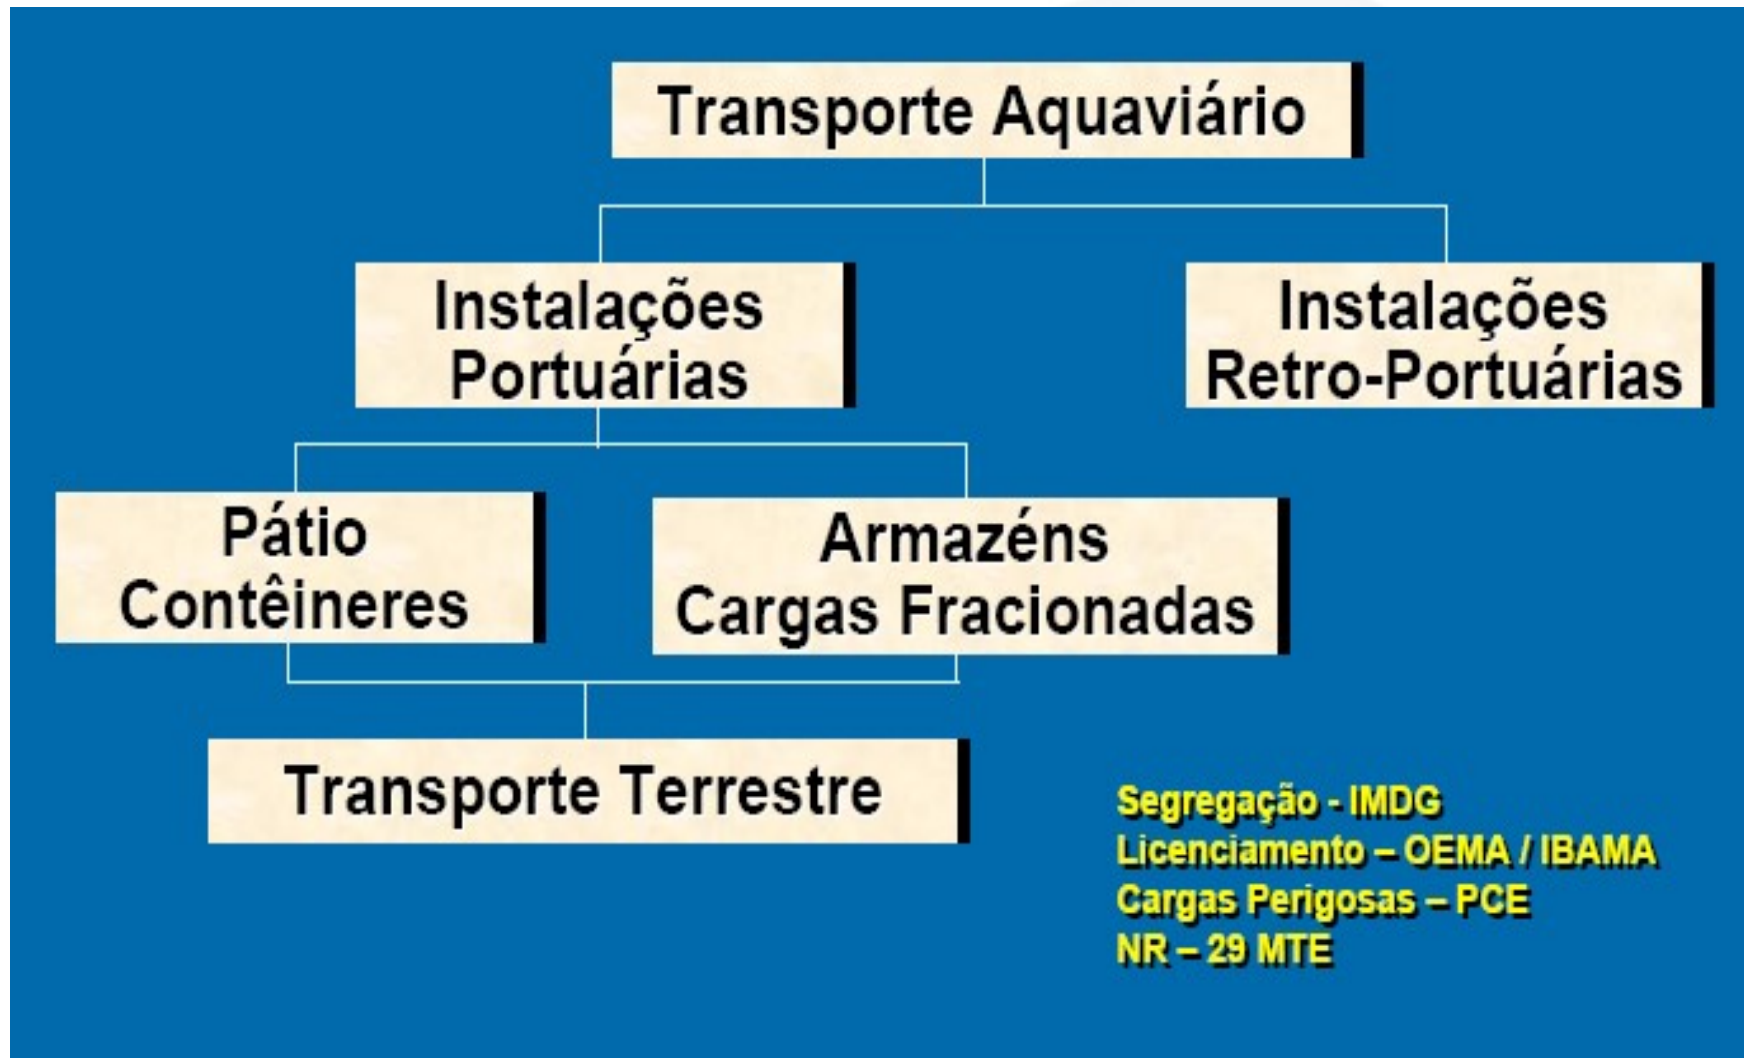 Transporte Aquaviário
Instalações
Portuárias
Instalações
Retro-Portuárias
Pátio
Contêineres
Armazéns
Cargas Fracionadas
Transporte Terrestre
Segregação - IMDG
Licenciamento – OEMA / IBAMA
Cargas Perigosas – PCE
NR – 29 MTE